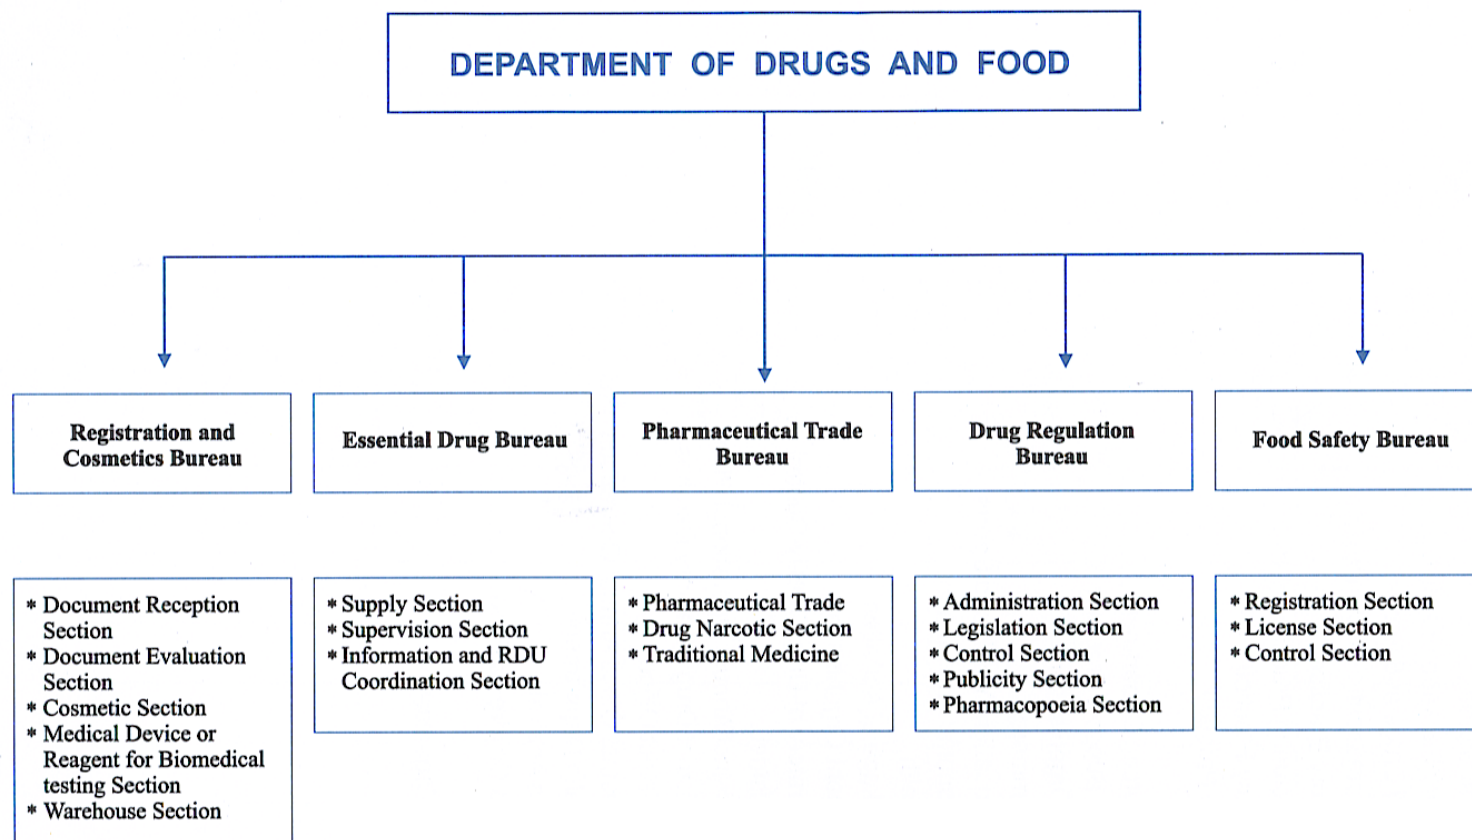 DEPARTMENT OF DRUGS AND FOOD
Registration and
Cosmetics Bureau
Essential Drug Bureau
Pharmaceutical Trade
Bureau
Drug Regulation
Bureau
Food Safety Bureau
* Document Reception
Section
* Document Evaluation
Section
* Cosmetic Section
* Medical Device or
Reagent for Biomedical
testing Section
* Warehouse Section
* Supply Section
* Supervision Section
* Information and RDU
Coordination Section
* Pharmaceutical Trade
* Drug Narcotic Section
* Traditional Medicine
* Administration Section
* Legislation Section
* Control Section
* Publicity Section
* Pharmacopoeia Section
* Registration Section
* License Section
* Control Section